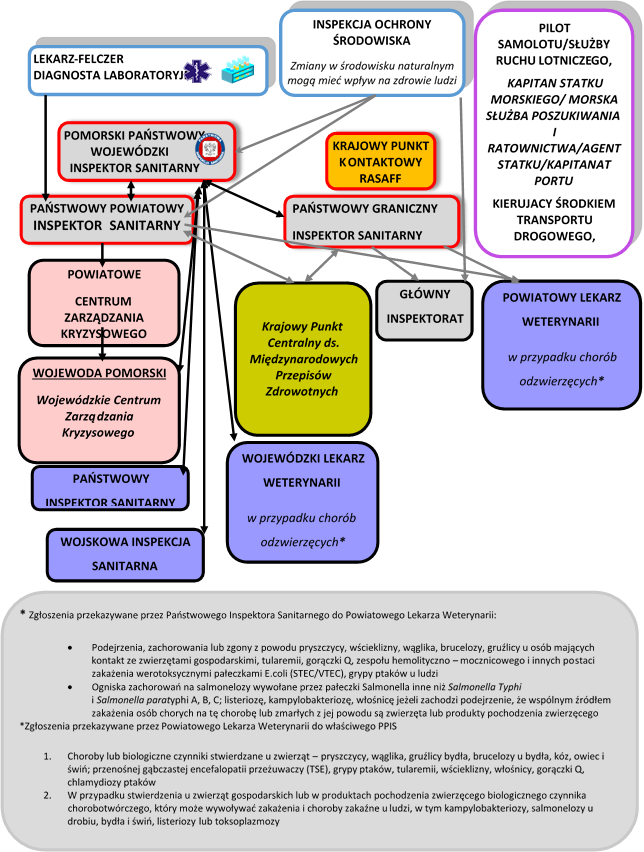 LEKARZ-FELCZER
DIAGNOSTA LABORATORYJ
INSPEKCJA OCHRONY
ŚRODOWISKA
Zmiany w środowisku naturalnym
mogą mieć wpływ na zdrowie ludzi
PILOT
SAMOLOTU/SŁUŻBY
RUCHU LOTNICZEGO,
KAPITAN STATKU
MORSKIEGO/ MORSKA
SŁUŻBA POSZUKIWANIA
I
RATOWNICTWA/AGENT
STATKU/KAPITANAT
PORTU
KIERUJACY ŚRODKIEM
TRANSPORTU
DROGOWEGO,
POMORSKI PAŃSTWOWY
WOJEWÓDZKI
INSPEKTOR SANITARNY
KRAJOWY PUNKT
KONTAKTOWY
RASAFF
PAŃSTWOWY POWIATOWY
INSPEKTOR SANITARNY
PAŃSTWOWY GRANICZNY
INSPEKTOR SANITARNY
POWIATOWE
CENTRUM
ZARZĄDZANIA
KRYZYSOWEGO
Krajowy Punkt
Centralny ds.
Międzynarodowych
Przepisów
Zdrowotnych
GŁÓWNY
INSPEKTORAT
POWIATOWY LEKARZ
WETERYNARII
w przypadku chorób
odzwierzęcych*
WOJEWODA POMORSKI
Wojewódzkie Centrum
Zarządzania
Kryzysowego
WOJEWÓDZKI LEKARZ
WETERYNARII
w przypadku chorób
odzwierzęcych*
PAŃSTWOWY
INSPEKTOR SANITARNY
WOJSKOWA INSPEKCJA
SANITARNA
* Zgłoszenia przekazywane przez Państwowego Inspektora Sanitarnego do Powiatowego Lekarza Weterynarii:
• Podejrzenia, zachorowania lub zgony z powodu pryszczycy, wścieklizny, wąglika, brucelozy, gruźlicy u osób mających
kontakt ze zwierzętami gospodarskimi, tularemii, gorączki Q, zespołu hemolityczno – mocznicowego i innych postaci
zakażenia werotoksycznymi pałeczkami E.coli (STEC/VTEC), grypy ptaków u ludzi
• Ogniska zachorowań na salmonelozy wywołane przez pałeczki Salmonella inne niż Salmonella Typhi
i Salmonella paratyphi A, B, C; listeriozę, kampylobakteriozę, włośnicę jeżeli zachodzi podejrzenie, że wspólnym źródłem
zakażenia osób chorych na tę chorobę lub zmarłych z jej powodu są zwierzęta lub produkty pochodzenia zwierzęcego
*Zgłoszenia przekazywane przez Powiatowego Lekarza Weterynarii do właściwego PPIS
1. Choroby lub biologiczne czynniki stwierdzane u zwierząt – pryszczycy, wąglika, gruźlicy bydła, brucelozy u bydła, kóz, owiec i
świń; przenośnej gąbczastej encefalopatii przeżuwaczy (TSE), grypy ptaków, tularemii, wścieklizny, włośnicy, gorączki Q,
chlamydiozy ptaków
2. W przypadku stwierdzenia u zwierząt gospodarskich lub w produktach pochodzenia zwierzęcego biologicznego czynnika
chorobotwórczego, który może wywoływać zakażenia i choroby zakaźne u ludzi, w tym kampylobakteriozy, salmonelozy u
drobiu, bydła i świń, listeriozy lub toksoplazmozy